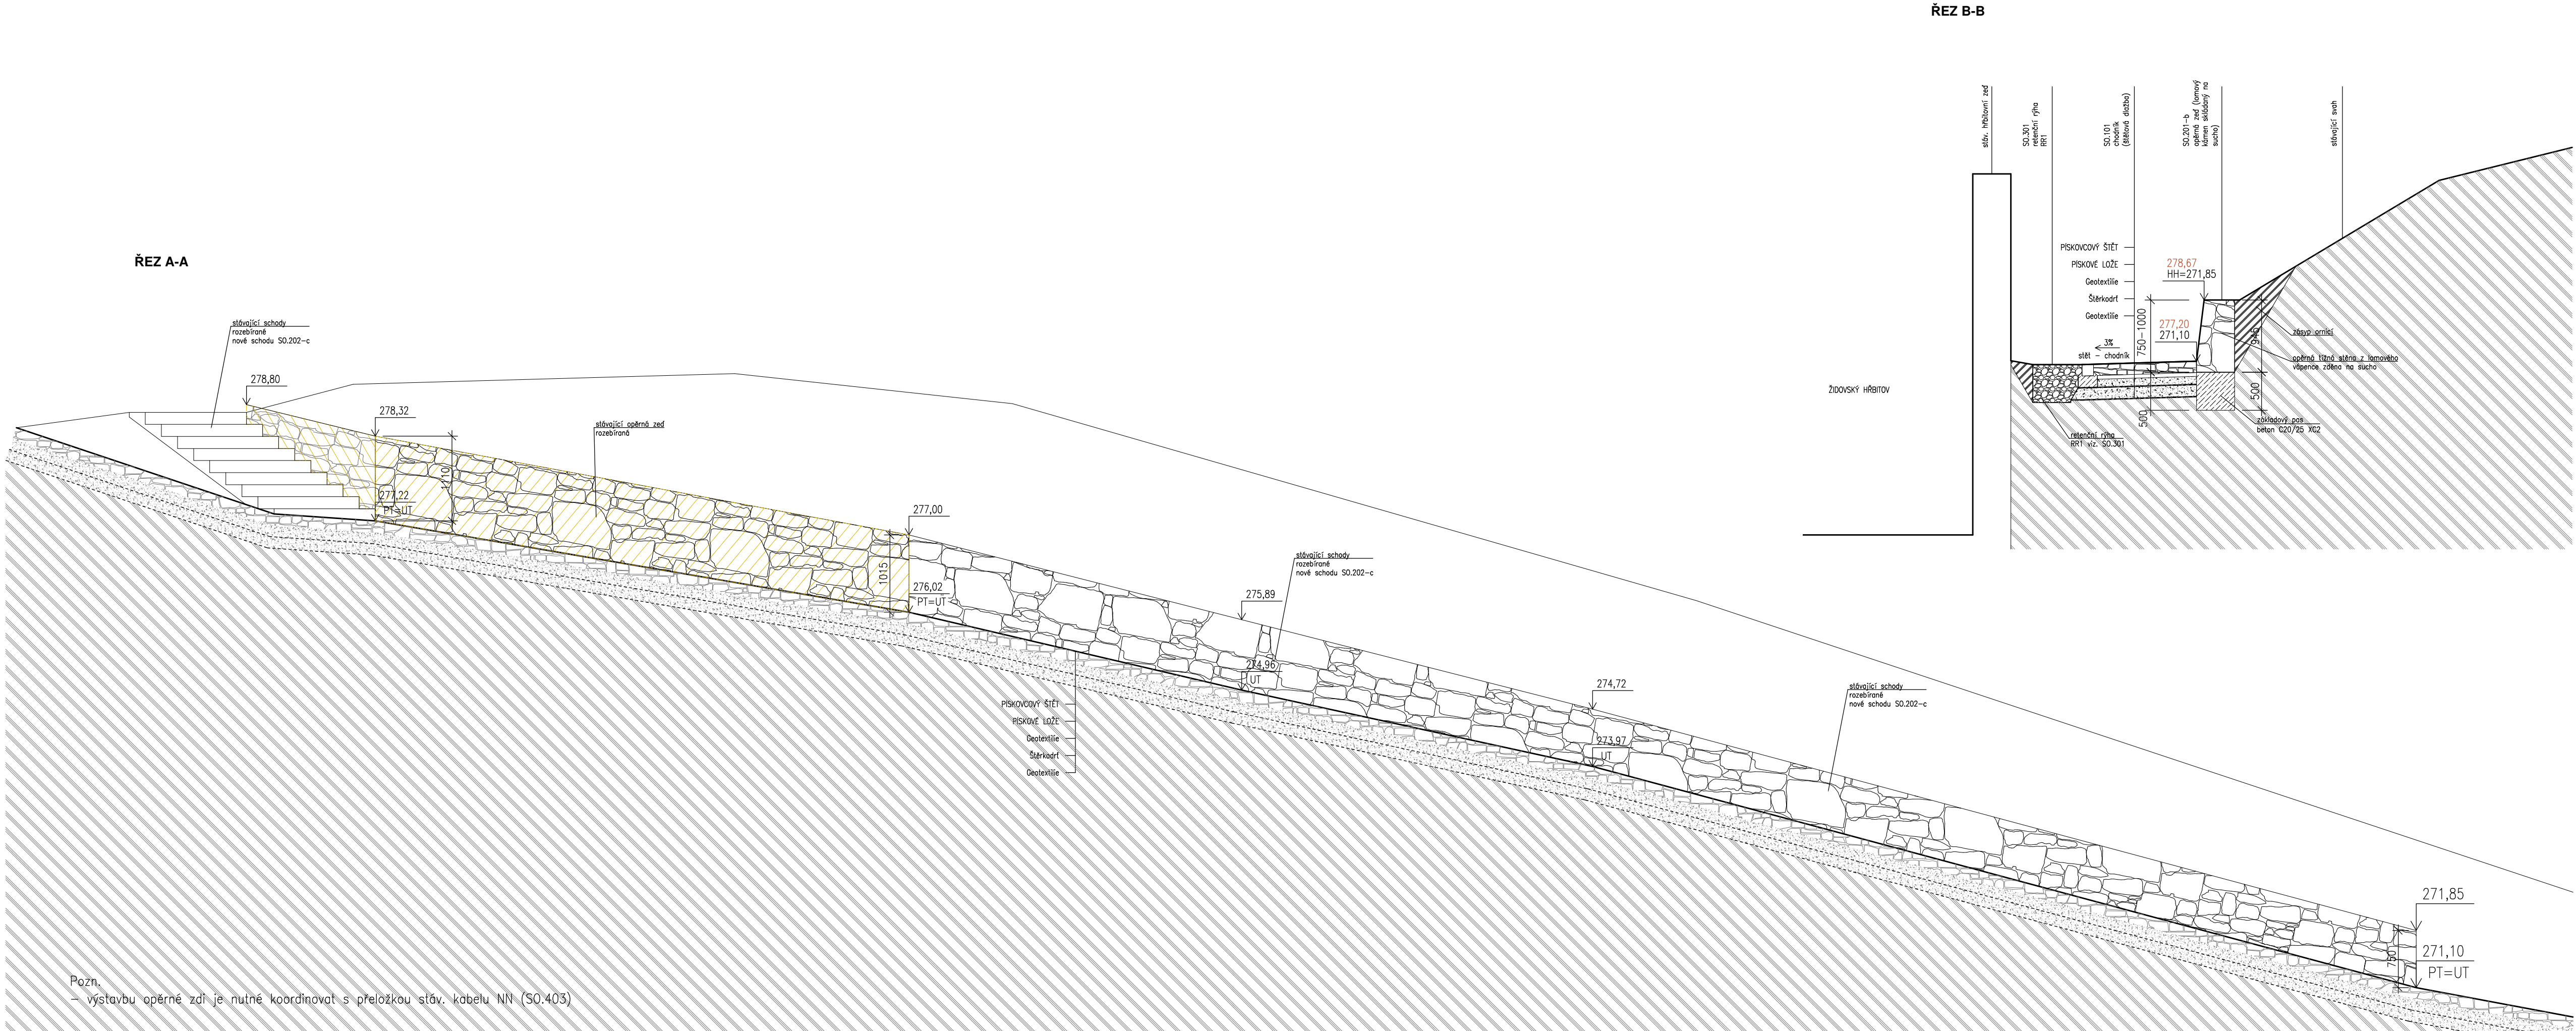 ŘEZ B-B
stáv. hřbitovní zeď
SO.301
retenční rýha
RR1
SO.101
chodník
(štětová dlažba)
SO.201-b
opěrná zeď (lomový
kámen skládaný na
sucho)
stávající svah
PÍSKOVCOVÝ ŠTĚT
PÍSKOVÉ LOŽE
Geotextilie
Štěrkodrť
Geotextilie
278,67
HH=271,85
277,20
271,10
750-1000
3%
štět - chodník
945
500
500
zásyp ornicí
opěrná tížná stěna z lomového
vápence zděna na sucho
základový pas
beton C20/25 XC2
retenční rýha
RR1 viz. SO.301
ŽIDOVSKÝ HŘBITOV
ŘEZ A-A
stávající schody
rozebírané
nové schodu SO.202-c
278,80
278,32
1110
277,22
PT=UT
stávající opěrná zeď
rozebíraná
277,00
1015
276,02
PT=UT
stávající schody
rozebírané
nové schodu SO.202-c
275,89
274,96
UT
274,72
273,97
UT
PÍSKOVCOVÝ ŠTĚT
PÍSKOVÉ LOŽE
Geotextilie
Štěrkodrť
Geotextilie
stávající schody
rozebírané
nové schodu SO.202-c
271,85
750
271,10
PT=UT
Pozn.
- výstavbu opěrné zdi je nutné koordinovat s přeložkou stáv. kabelu NN (SO.403)